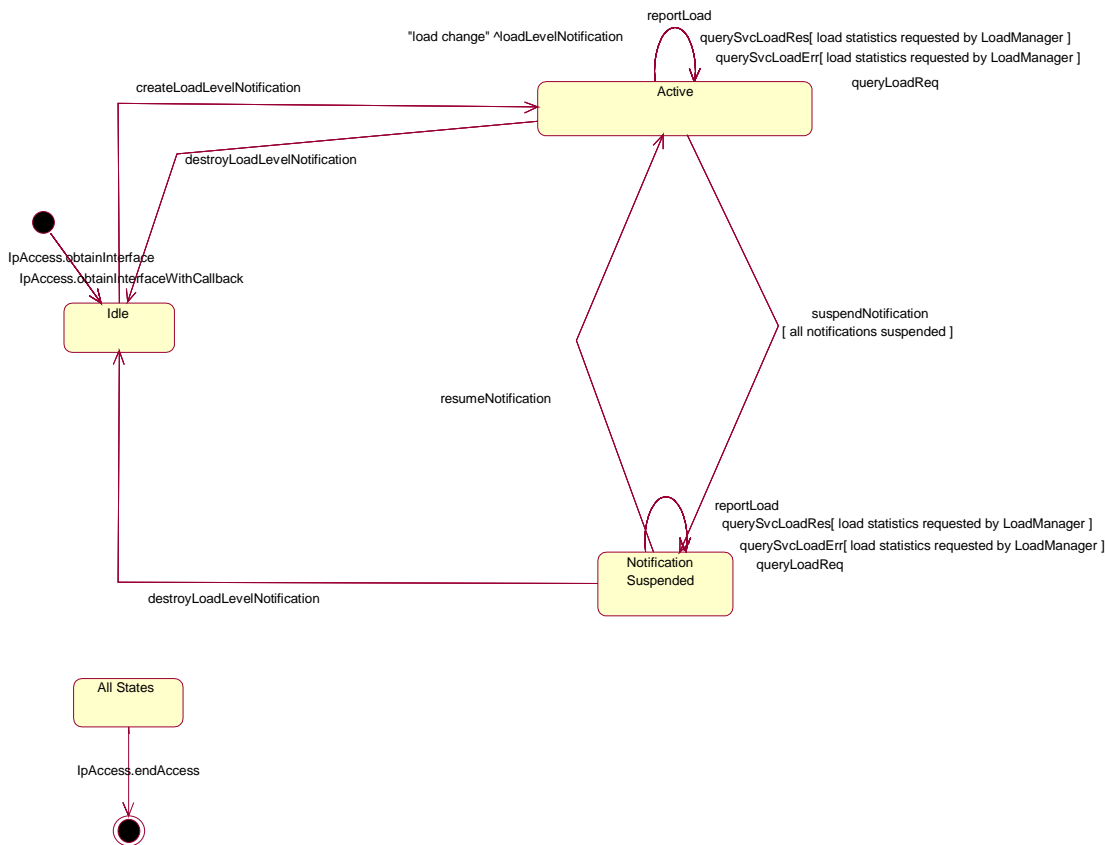 reportLoad
"load change" ^loadLevelNotification
querySvcLoadRes[ load statistics requested by LoadManager ]
querySvcLoadErr[ load statistics requested by LoadManager ]
queryLoadReq
createLoadLevelNotification
Active
destroyLoadLevelNotification
IpAccess.obtainInterface
IpAccess.obtainInterfaceWithCallback
Idle
suspendNotification
[ all notifications suspended ]
resumeNotification
reportLoad
querySvcLoadRes[ load statistics requested by LoadManager ]
querySvcLoadErr[ load statistics requested by LoadManager ]
queryLoadReq
Notification
Suspended
destroyLoadLevelNotification
All States
IpAccess.endAccess